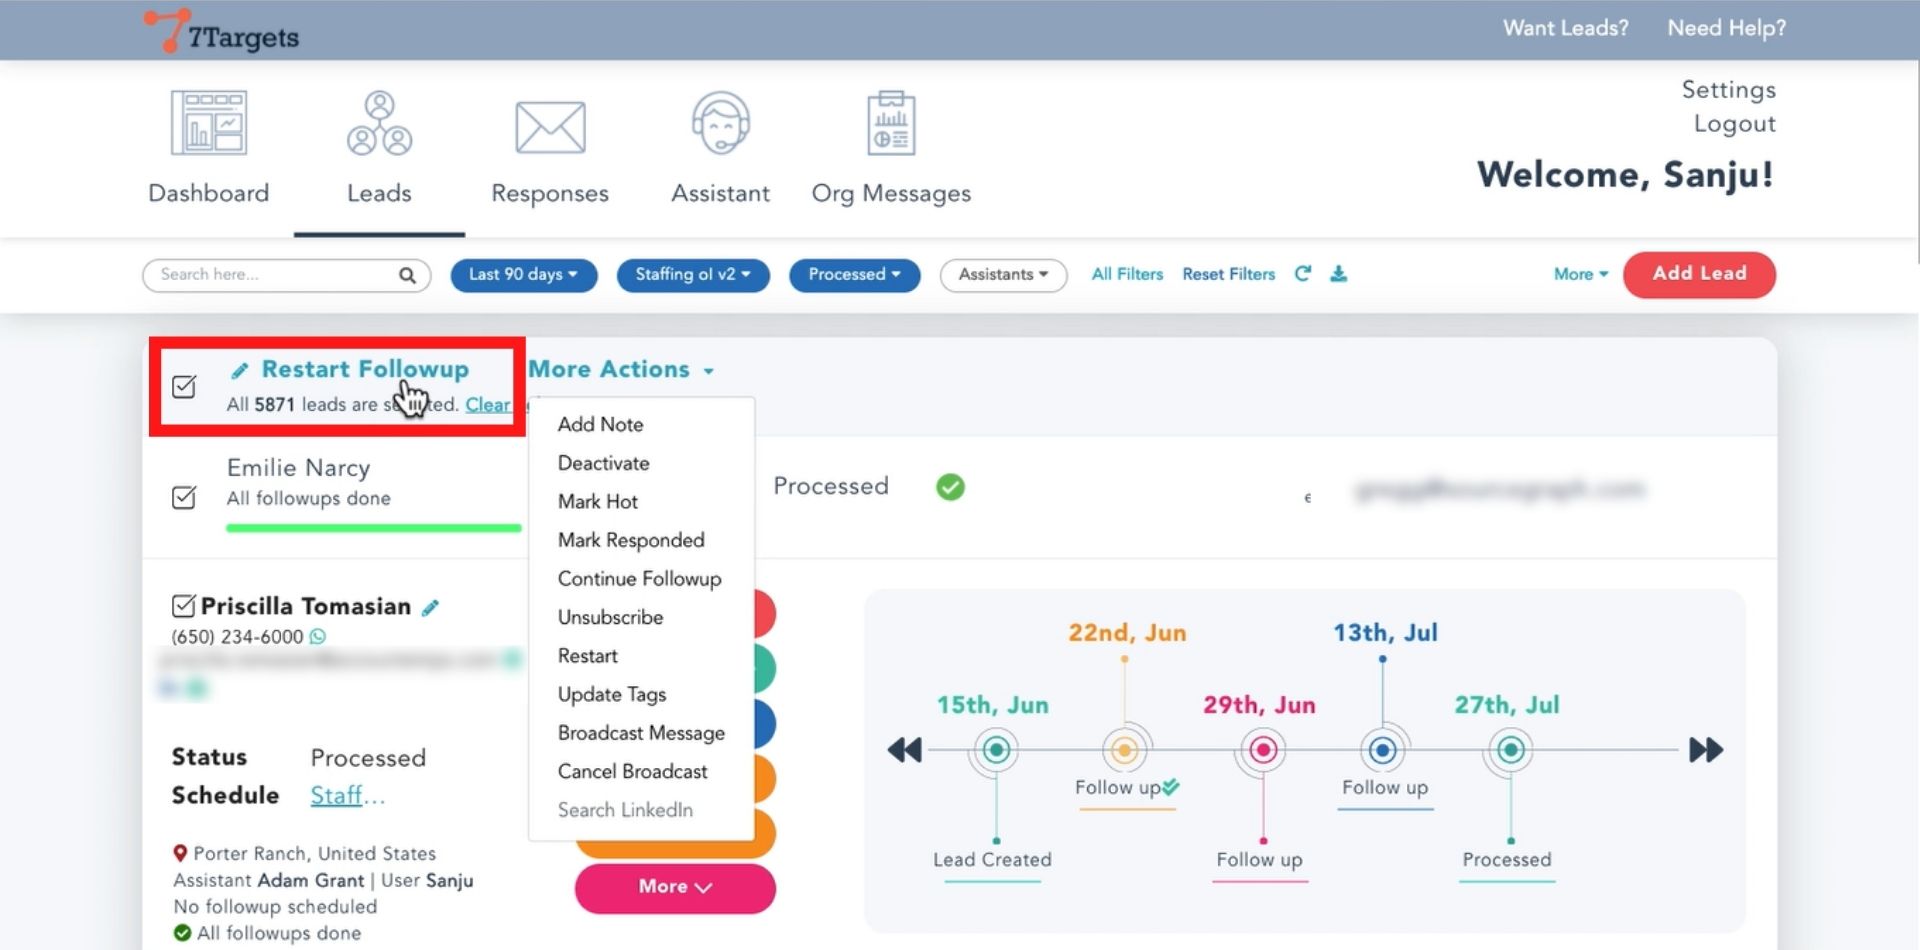 7Targets
Want Leads? Need Help?
Dashboard
Leads
Responses
Assistant
Org Messages
Settings
Logout
Welcome, Sanju!
Search here...
Last 90 days
Staffing ol v2
Processed
Assistants
All Filters
Reset Filters
More
Add Lead
Restart Followup
All 5871 leads are ted. Clear
More Actions
Add Note
Deactivate
Mark Hot
Mark Responded
Continue Followup
Unsubscribe
Restart
Update Tags
Broadcast Message
Cancel Broadcast
Search LinkedIn
Emilie Narcy
All followups done
Processed
e
Priscilla Tomasian
(650) 234-6000
Status Processed
Schedule Staff...
Porter Ranch, United States
Assistant Adam Grant | User Sanju
No followup scheduled
All followups done
More
22nd, Jun
13th, Jul
15th, Jun
29th, Jun
27th, Jul
Follow up
Follow up
Lead Created
Follow up
Processed